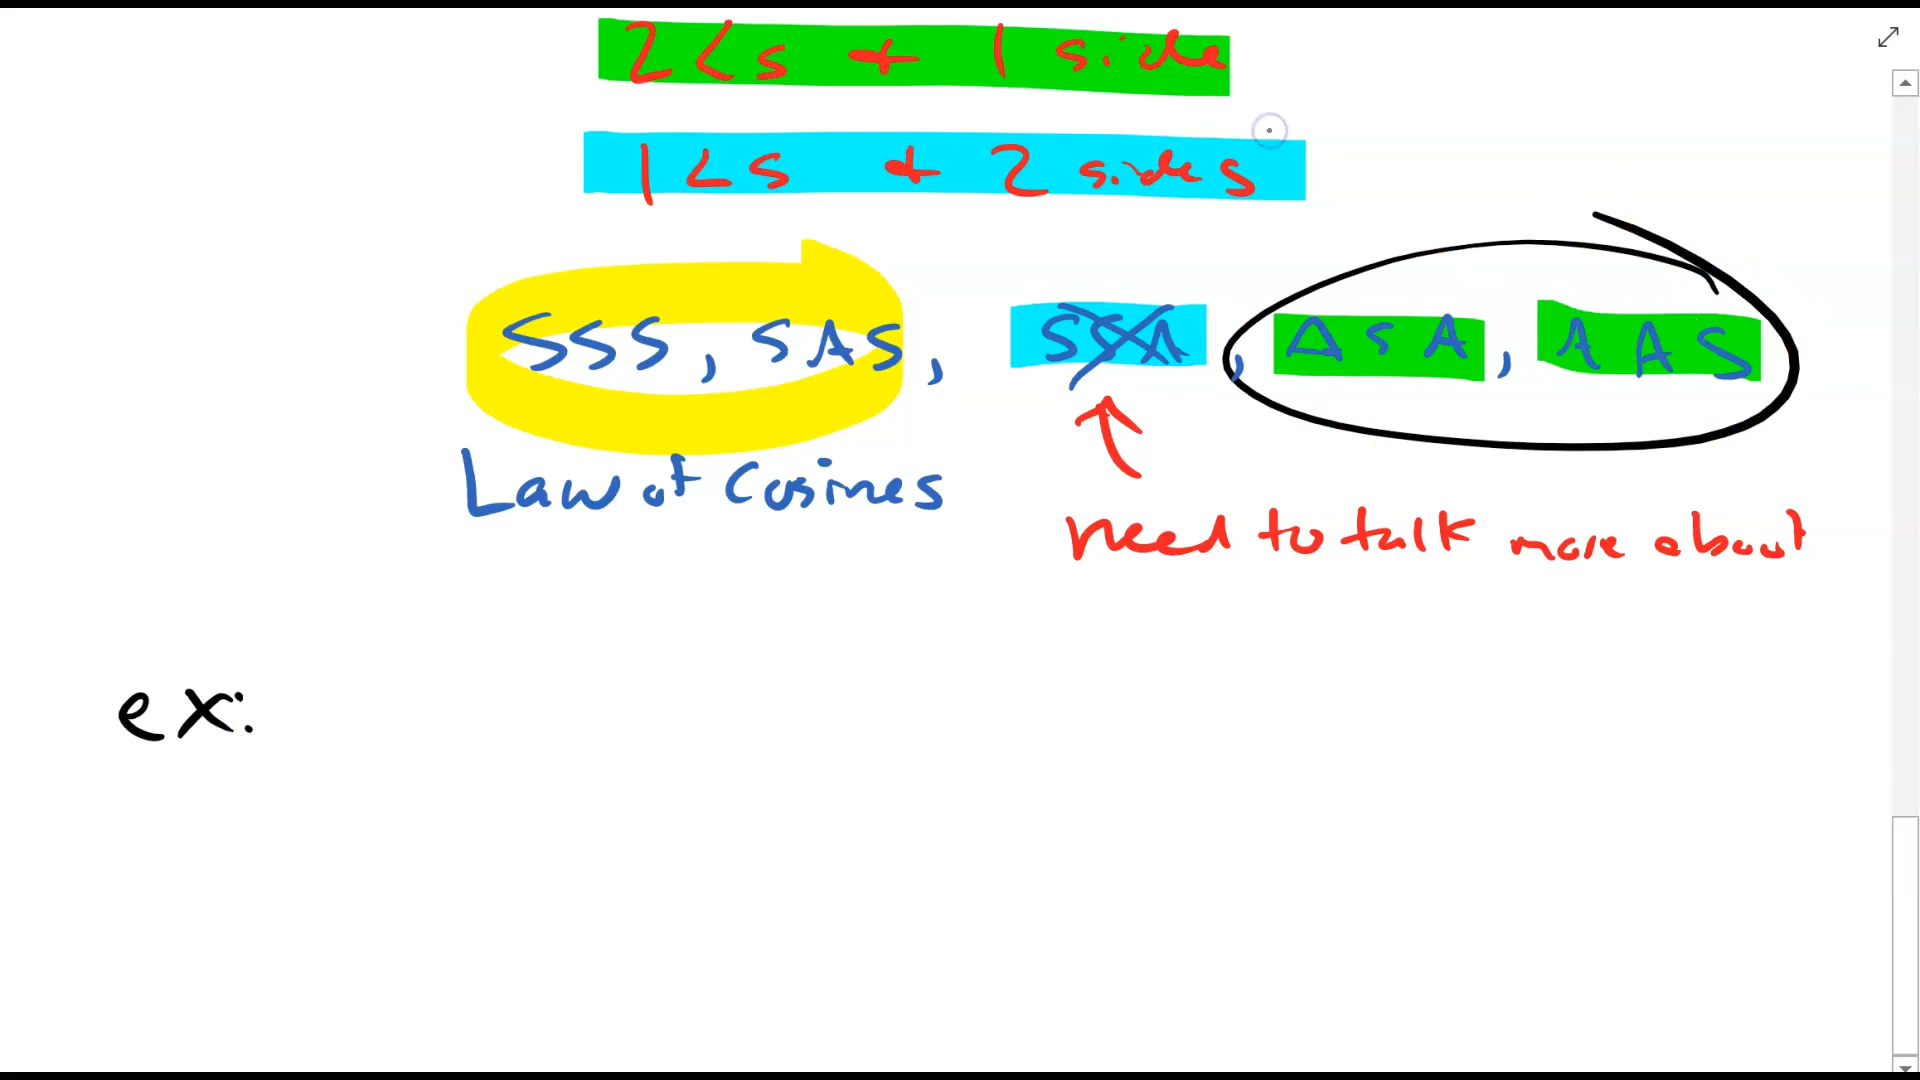 2 <s + 1 side
1 <s + 2 sides
SSS, SAS, SSA, ASA, AAS
Law of Cosines
need to talk more about
ex: